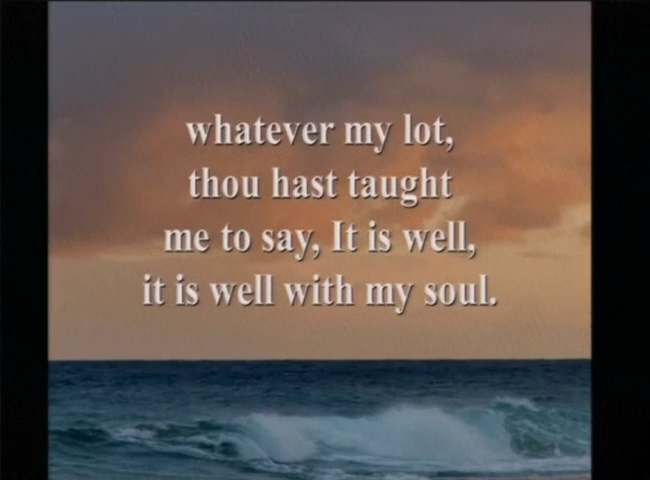 whatever my lot,
thou hast taught
me to say, It is well,
it is well with my soul.